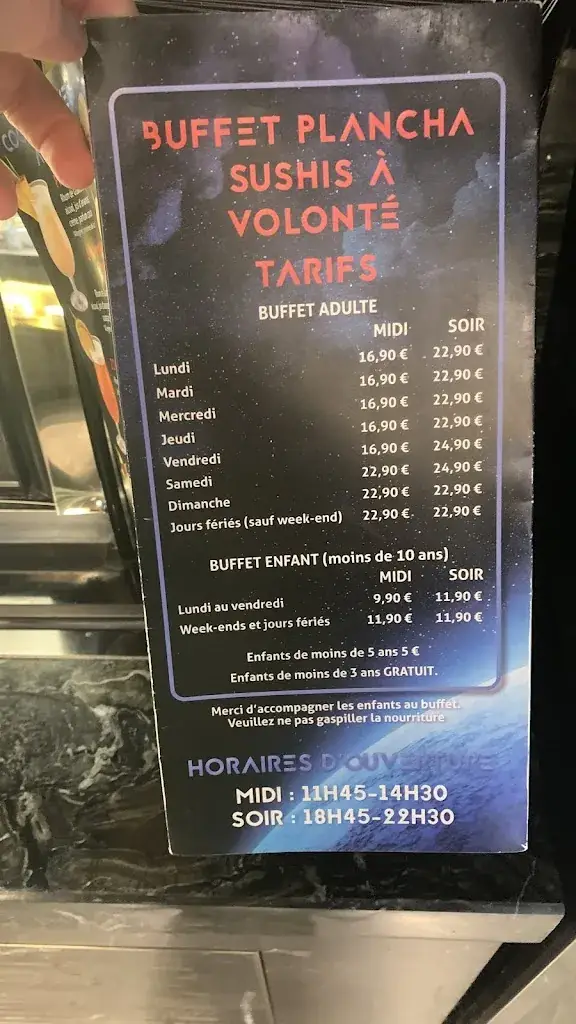 BUFFET PLANCHA
SUSHIS À
VOLONTÉ
TARIFS
BUFFET ADULTE
MIDI SOIR
Lundi 16,90 € 22,90 €
Mardi 16,90 € 22,90 €
Mercredi 16,90 € 22,90 €
Jeudi 16,90 € 22,90 €
Vendredi 16,90 € 24,90 €
Samedi 22,90 € 24,90 €
Dimanche 22,90 € 22,90 €
Jours fériés (sauf week-end) 22,90 € 22,90 €
BUFFET ENFANT (moins de 10 ans)
MIDI SOIR
Lundi au vendredi 9,90 € 11,90 €
Week-ends et jours fériés 11,90 € 11,90 €
Enfants de moins de 5 ans 5 €
Enfants de moins de 3 ans GRATUIT.
Merci d'accompagner les enfants au buffet.
Veuillez ne pas gaspiller la nourriture
HORAIRES D'OUVERTURE
MIDI : 11H45-14H30
SOIR : 18H45-22H30